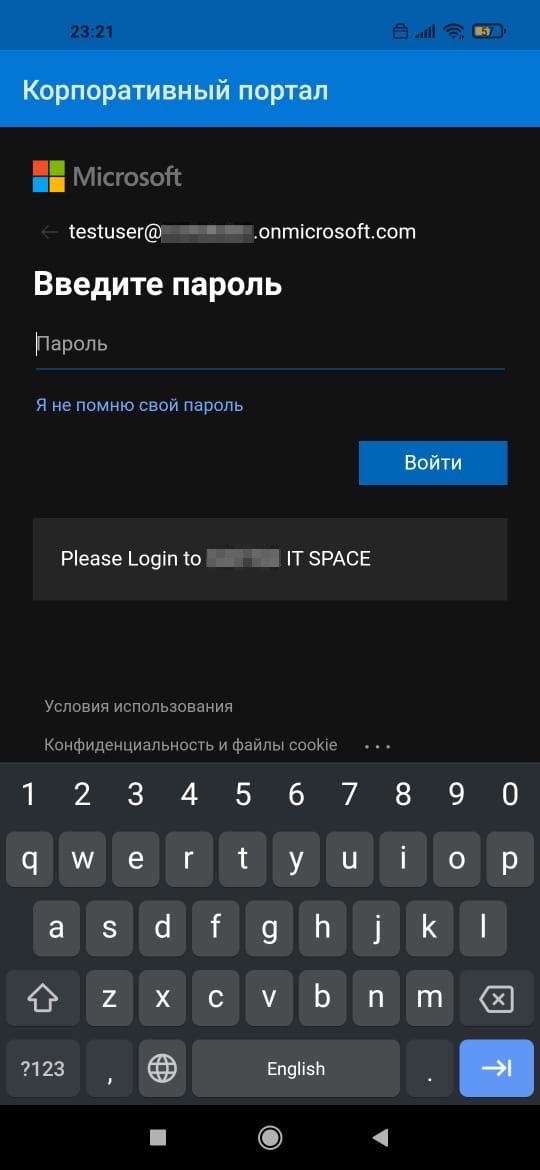 23:21
57
Корпоративный портал
Microsoft
testuser@ .onmicrosoft.com
Введите пароль
Пароль
Я не помню свой пароль
Войти
Please Login to IT SPACE
Условия использования
Конфиденциальность и файлы cookie ...
1 2 3 4 5 6 7 8 9 0
q w e r t y u i o p
a s d f g h j k l
z x c v b n m
?123 , English .